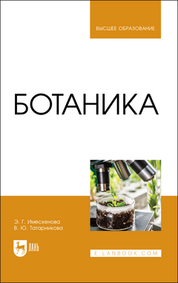 ВЫСШЕЕ ОБРАЗОВАНИЕ
Э. Г. Имескенова
В. Ю. Татарникова
БОТАНИКА
ЛАНЬ
E.LANBOOK.COM